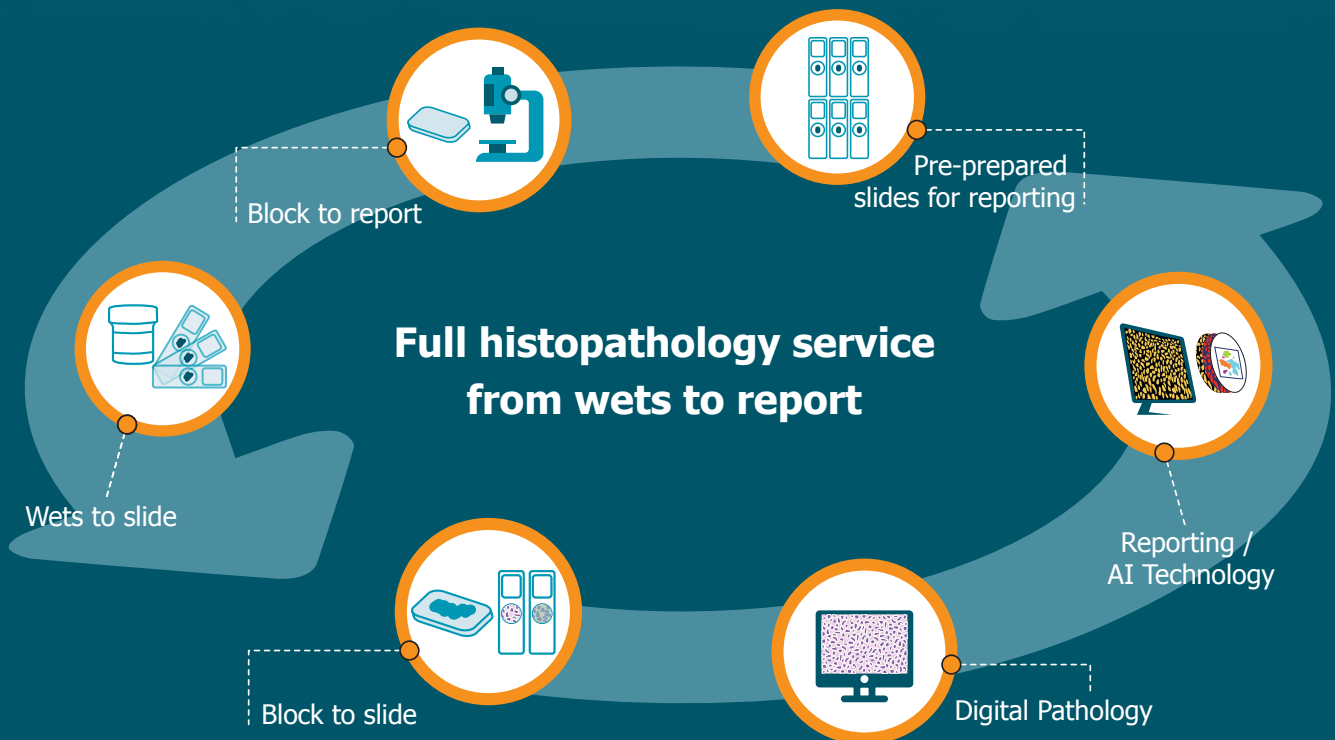 Pre-prepared
slides for reporting
Block to report
Full histopathology service
from wets to report
Wets to slide
Reporting /
AI Technology
Block to slide
Digital Pathology